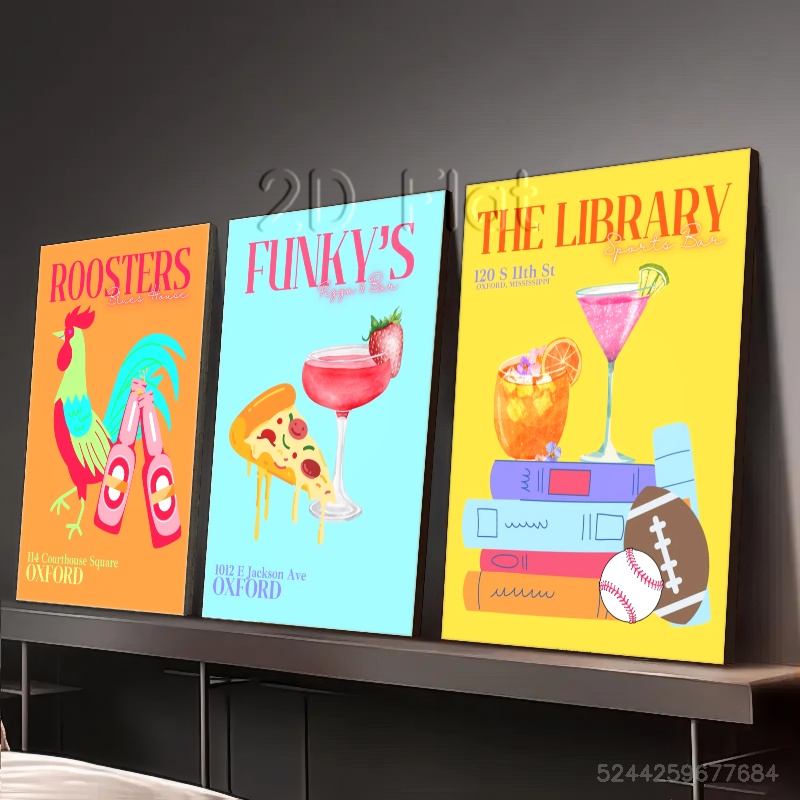 2D Flat
ROOSTERS
Blues House
114 Courthouse Square
OXFORD
FUNKY'S
Pizza & Bar
1012 E Jackson Ave
OXFORD
THE LIBRARY
Sports Bar
120 S 11th St
OXFORD, MISSISSIPPI
5244259677684